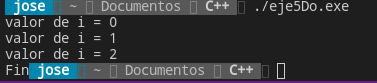 jose ~ Documentos C++ ./eje5Do.exe
valor de i = 0
valor de i = 1
valor de i = 2
Fin jose ~ Documentos C++